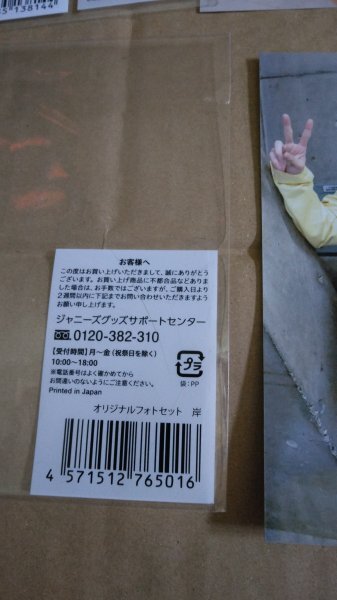 5138144
お客様へ
この度はお買い上げいただきまして、誠にありがとう
ございます。お買い上げ商品に不都合品などありま
した場合は、お手数ではございますが、ご購入日より
2週間以内に下記までお問い合わせいただきますよう
お願い申し上げます。
ジャニーズグッズサポートセンター
0120-382-310
【受付時間】月〜金（祝祭日を除く）
10:00〜18:00
※電話番号はよく確かめてから
お間違いのないようにご注意ください。
Printed in Japan
プラ
袋:PP
オリジナルフォトセット 岸
4 571512 765016